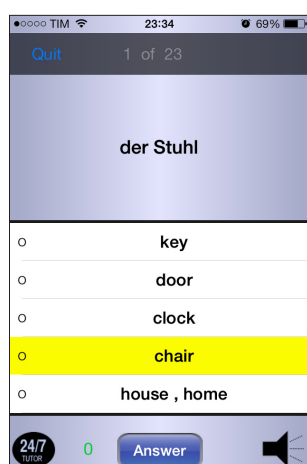 TIM 23:34 69%
Quit 1 of 23
der Stuhl
key
door
clock
chair
house , home
24/7 TUTOR 0 Answer